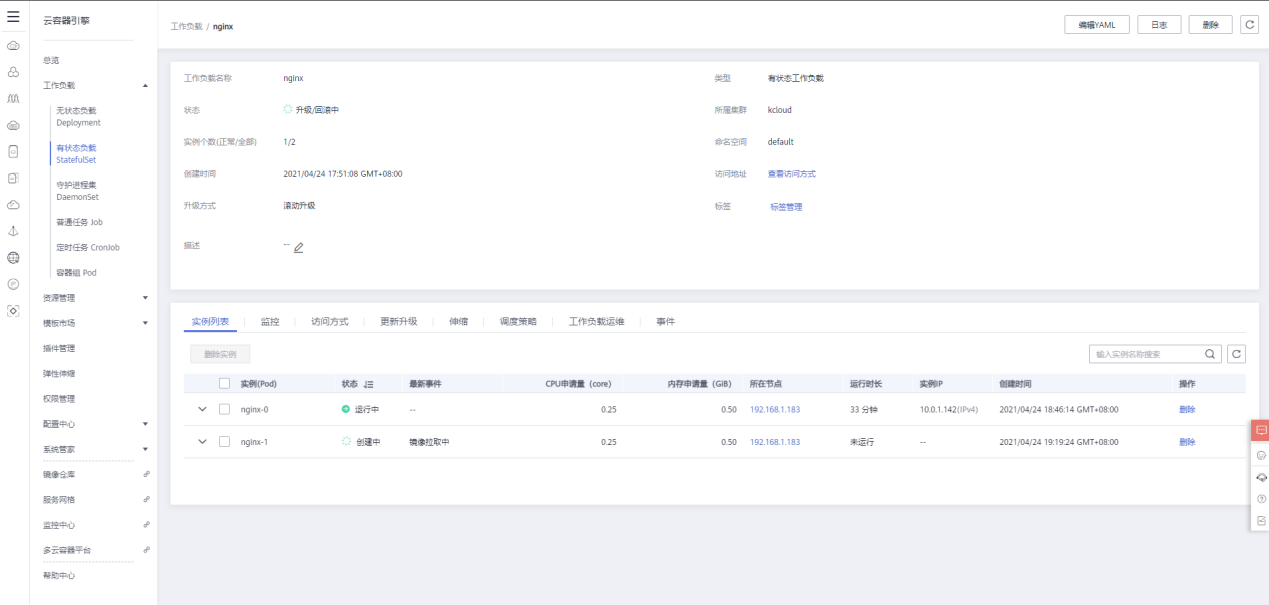 云容器引擎
总览
工作负载
无状态负载
Deployment
有状态负载
StatefulSet
守护进程集
DaemonSet
普通任务 Job
定时任务 CronJob
容器组 Pod
资源管理
模板市场
插件管理
弹性伸缩
权限管理
配置中心
系统管家
镜像仓库
服务网格
监控中心
多云容器平台
帮助中心
工作负载 / nginx
编辑YAML 日志 删除
工作负载名称 nginx 类型 有状态工作负载
状态 升级/回滚中 所属集群 kcloud
实例个数(正常/全部) 1/2 命名空间 default
创建时间 2021/04/24 17:51:08 GMT+08:00 访问地址 查看访问方式
升级方式 滚动升级 标签 标签管理
描述 --
实例列表 监控 访问方式 更新升级 伸缩 调度策略 工作负载运维 事件
删除实例 输入实例名称搜索
实例(Pod) 状态 最新事件 CPU申请量 (core) 内存申请量 (GiB) 所在节点 运行时长 实例IP 创建时间 操作
nginx-0 运行中 -- 0.25 0.50 192.168.1.183 33 分钟 10.0.1.142(IPv4) 2021/04/24 18:46:14 GMT+08:00 删除
nginx-1 创建中 镜像拉取中 0.25 0.50 192.168.1.183 未运行 -- 2021/04/24 19:19:24 GMT+08:00 删除